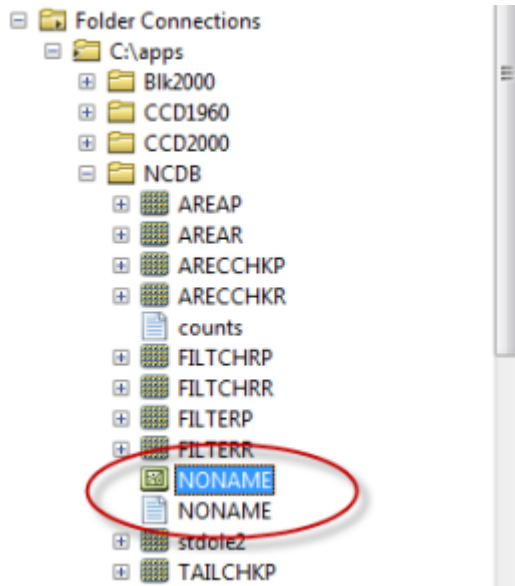 Folder Connections
C:\apps
Blk2000
CCD1960
CCD2000
NCDB
AREAP
AREAR
ARECCHKP
ARECCHKR
counts
FILTCHRP
FILTCHRR
FILTERP
FILTERR
NONAME
NONAME
stdole2
TAILCHKP